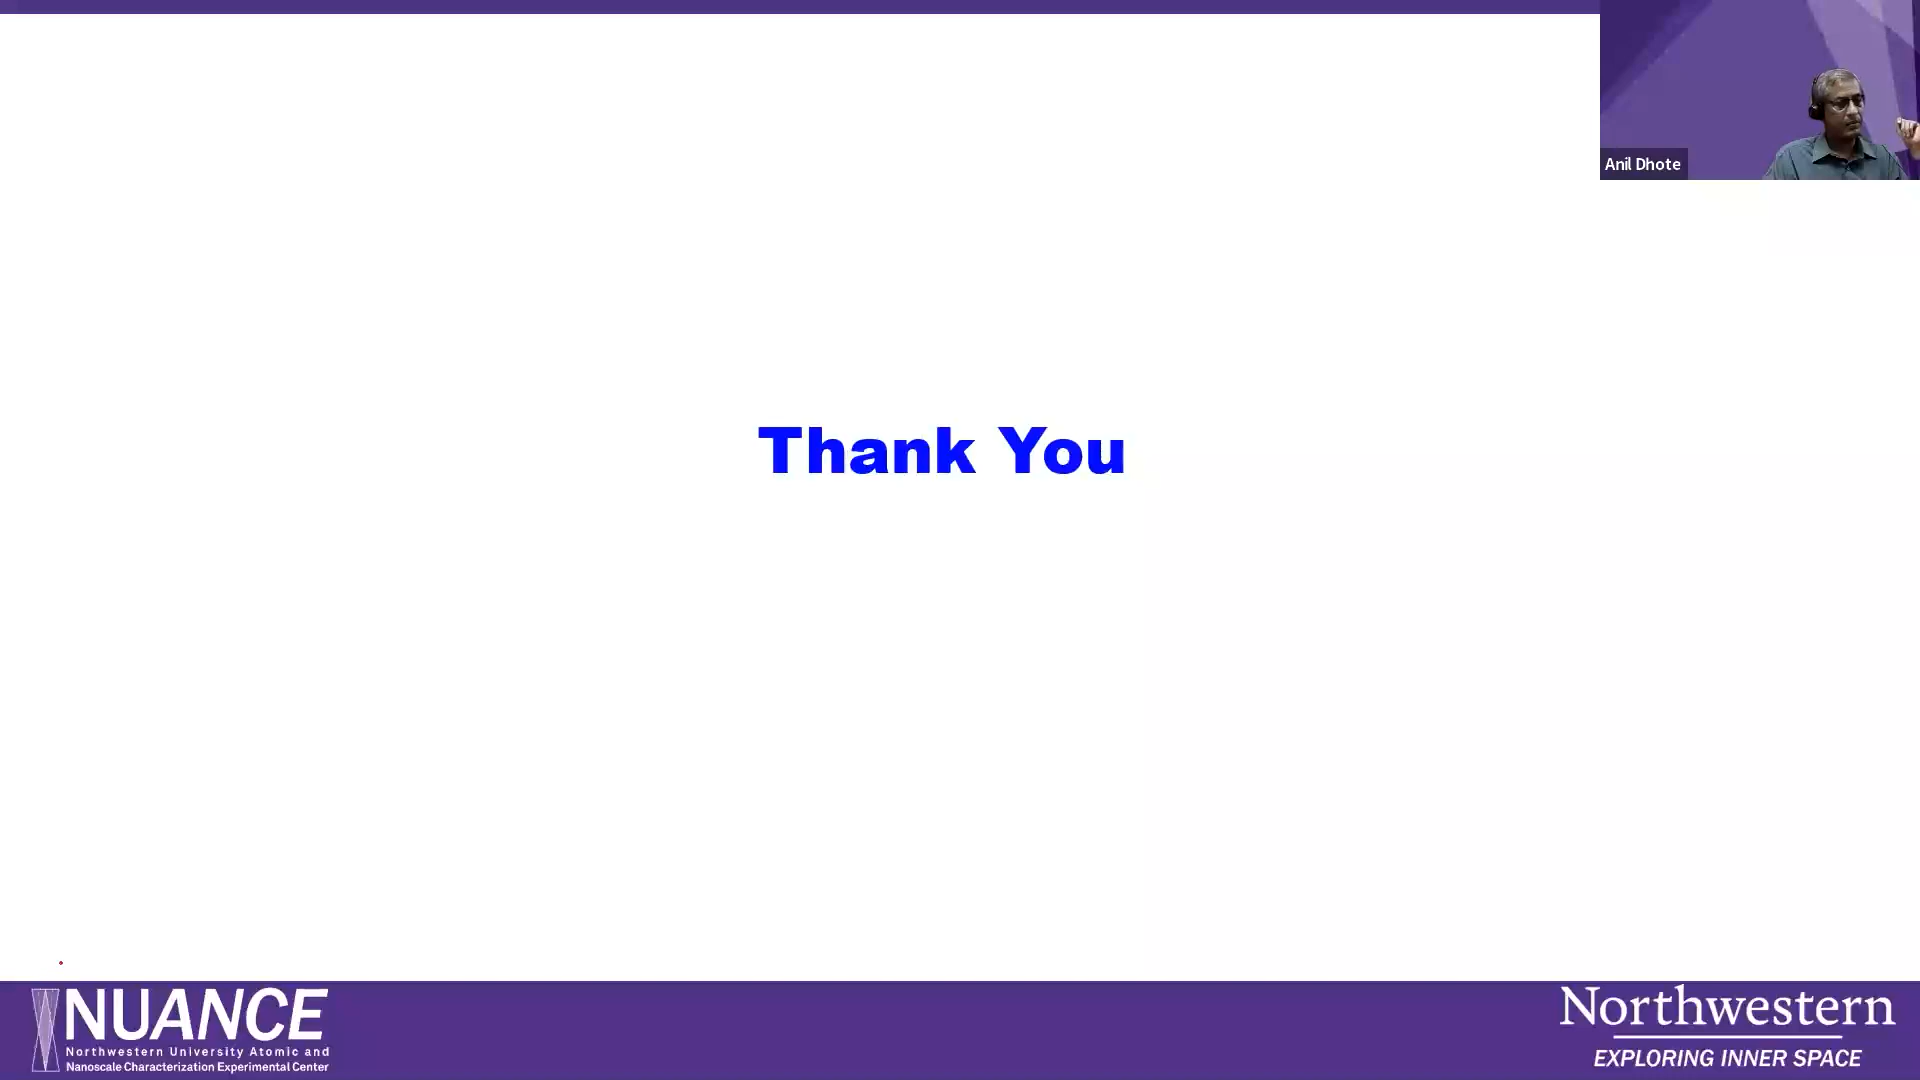 Anil Dhote
Thank You
NUANCE
Northwestern University Atomic and
Nanoscale Characterization Experimental Center
Northwestern
EXPLORING INNER SPACE